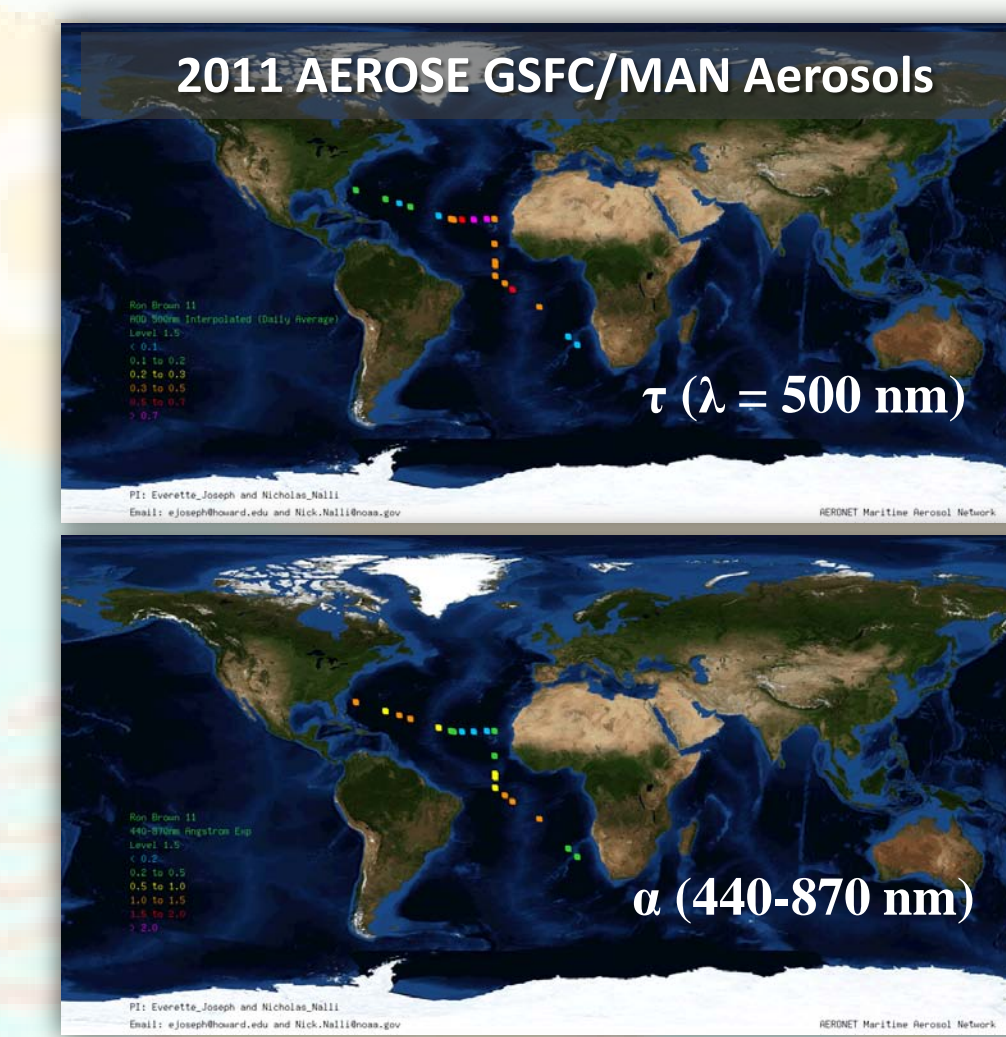 2011 AEROSE GSFC/MAN Aerosols
Ron Brown 11
AOD 500nm Interpolated (Daily Average)
Level 1.5
< 0.1
0.1 to 0.2
0.2 to 0.3
0.3 to 0.5
0.5 to 0.7
> 0.7
τ (λ = 500 nm)
PI: Everette_Joseph and Nicholas_Nalli
Email: ejoseph@howard.edu and Nick.Nalli@noaa.gov
AERONET Maritime Aerosol Network
Ron Brown 11
440-870nm Angstrom Exp
Level 1.5
< 0.2
0.2 to 0.5
0.5 to 1.0
1.0 to 1.5
1.5 to 2.0
> 2.0
α (440-870 nm)
PI: Everette_Joseph and Nicholas_Nalli
Email: ejoseph@howard.edu and Nick.Nalli@noaa.gov
AERONET Maritime Aerosol Network